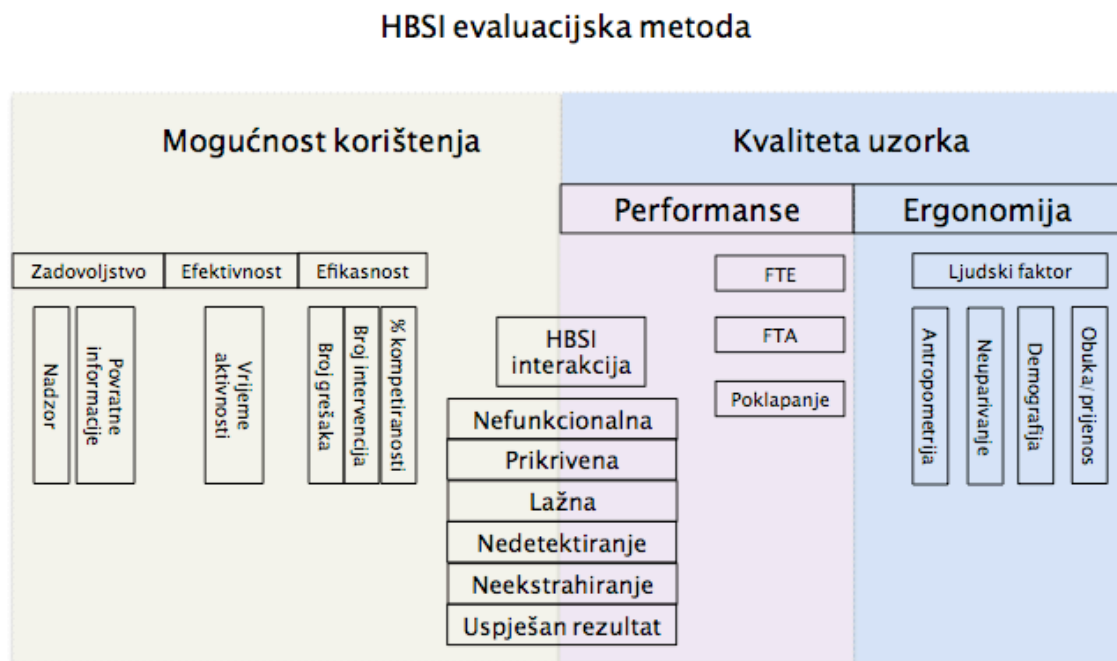 HBSI evaluacijska metoda
Mogućnost korištenja
Kvaliteta uzorka
Performanse
Ergonomija
Zadovoljstvo
Efektivnost
Efikasnost
FTE
Ljudski faktor
Nadzor
Povratne
informacije
Vrijeme
aktivnosti
Broj grešaka
Broj intervencija
% kompetiranosti
HBSI
interakcija
FTA
Poklapanje
Antropometrija
Neuparivanje
Demografija
Obuka/prijenos
Nefunkcionalna
Prikrivena
Lažna
Nedetektiranje
Neekstrahiranje
Uspješan rezultat